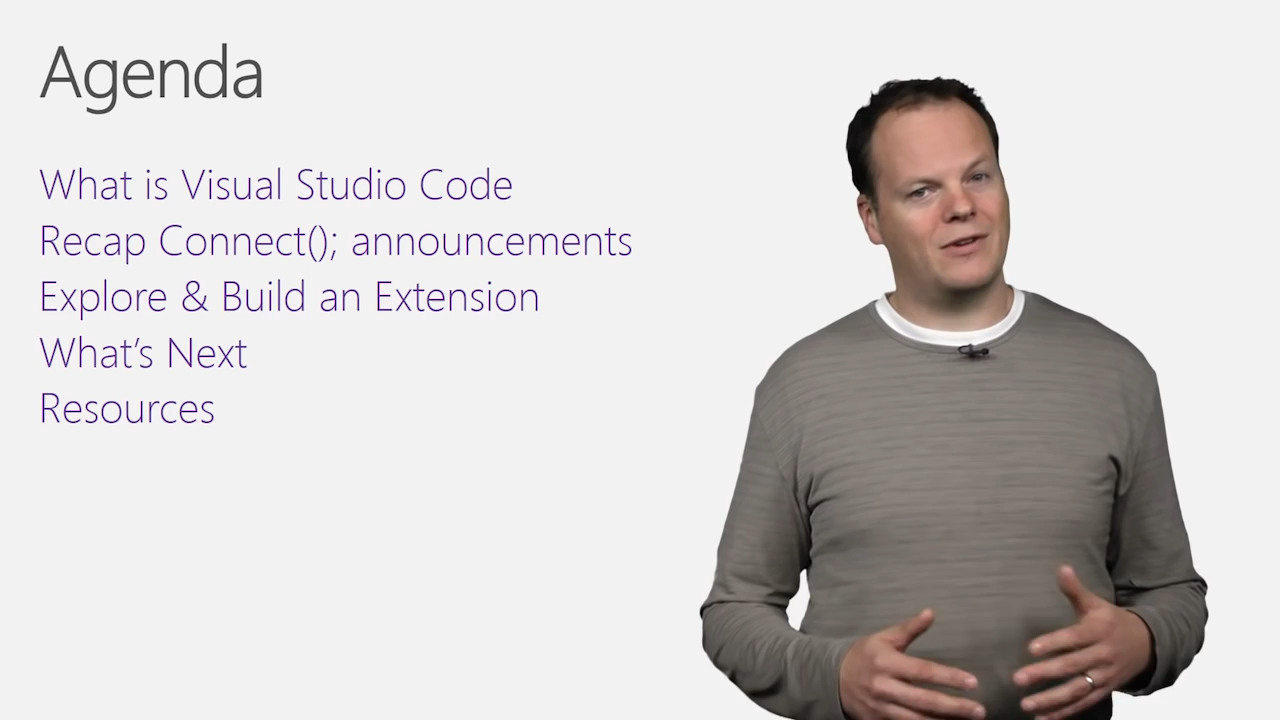 Agenda
What is Visual Studio Code
Recap Connect(); announcements
Explore & Build an Extension
What’s Next
Resources